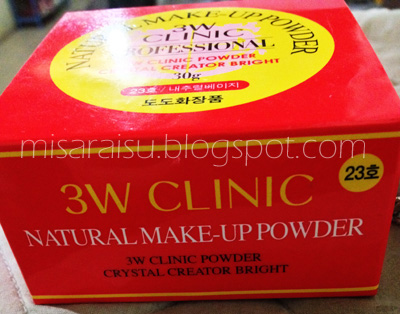 NATURAL MAKE-UP POWDER
3W CLINIC
PROFESSIONAL
3W CLINIC POWDER
CRYSTAL CREATOR BRIGHT
30g
23호 / 내추럴베이지
도도화장품
misaraisu.blogspot.com
3W CLINIC
23호
NATURAL MAKE-UP POWDER
3W CLINIC POWDER
CRYSTAL CREATOR BRIGHT